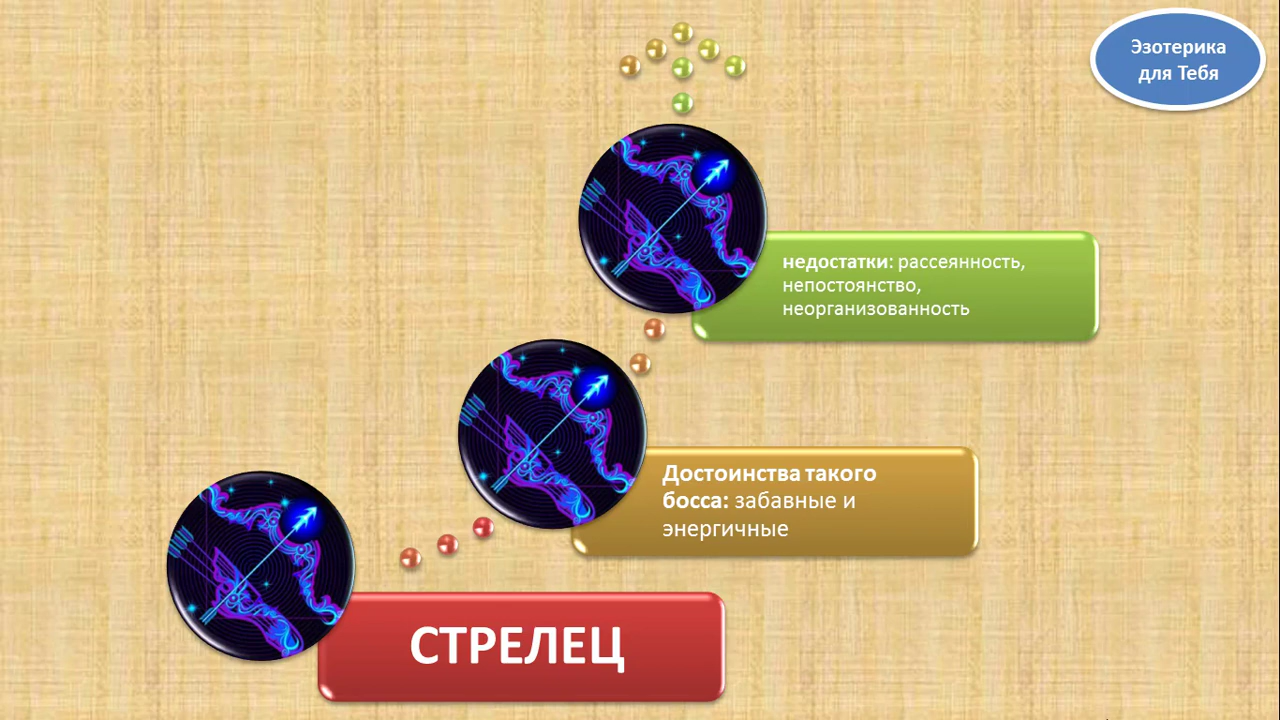 Эзотерика
для Тебя
недостатки: рассеянность,
непостоянство,
неорганизованность
Достоинства такого
босса: забавные и
энергичные
СТРЕЛЕЦ